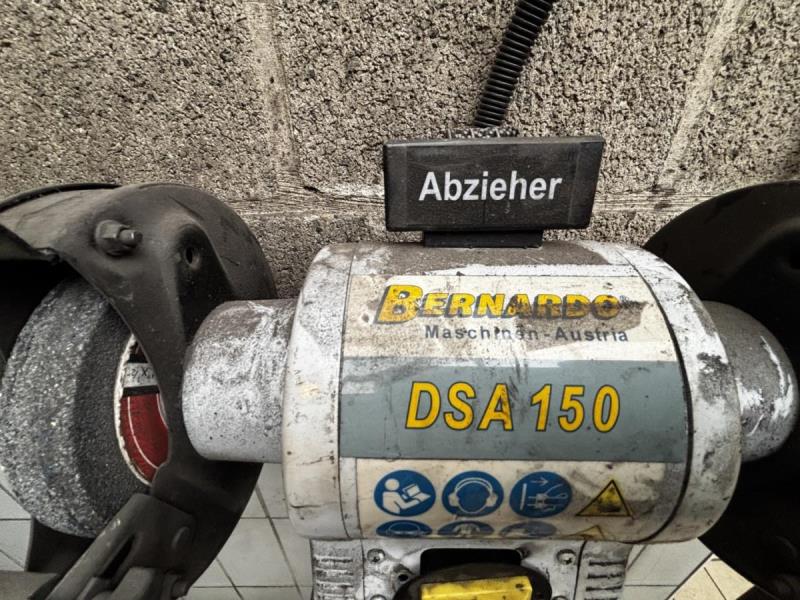 Abzieher
BERNARDO
Maschinen-Austria
DSA 150